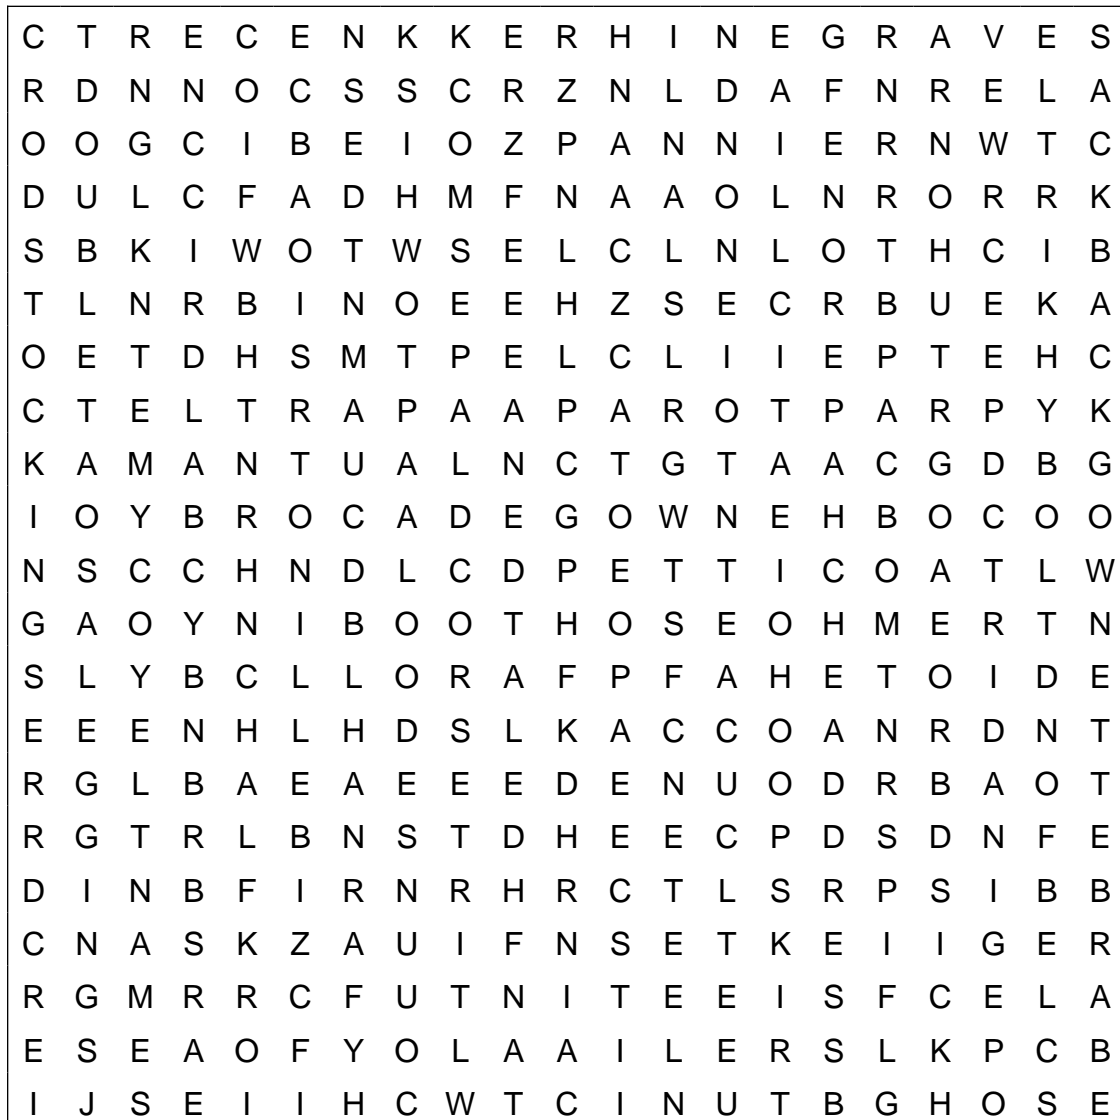 C T R E C E N K K E R H I N E G R A V E S
R D N N O C S S C R Z N L D A F N R E L A
O O G C I B E I O Z P A N N I E R N W T C
D U L C F A D H M F N A A O L N R O R R K
S B K I W O T W S E L C L N L O T H C I B
T L N R B I N O E E H Z S E C R B U E K A
O E T D H S M T P E L C L I I E P T E H C
C T E L T R A P A A P A R O T P A R P Y K
K A M A N T U A L N C T G T A A C G D B G
I O Y B R O C A D E G O W N E H B O C O O
N S C C H N D L C D P E T T I C O A T L W
G A O Y N I B O O T H O S E O H M E R T N
S L Y B C L L O R A F P F A H E T O I D E
E E E N H L H D S L K A C C O A N R D N T
R G L B A E A E E E D E N U O D R B A O T
R G T R L B N S T D H E E C P D S D N F E
D I N B F I R N R H R C T L S R P S I B B
C N A S K Z A U I F N S E T K E I I G E R
R G M R R C F U T N I T E E I S F C E L A
E S E A O F Y O L A A I L E R S L K P C B
I J S E I I H C W T C I N U T B G H O S E